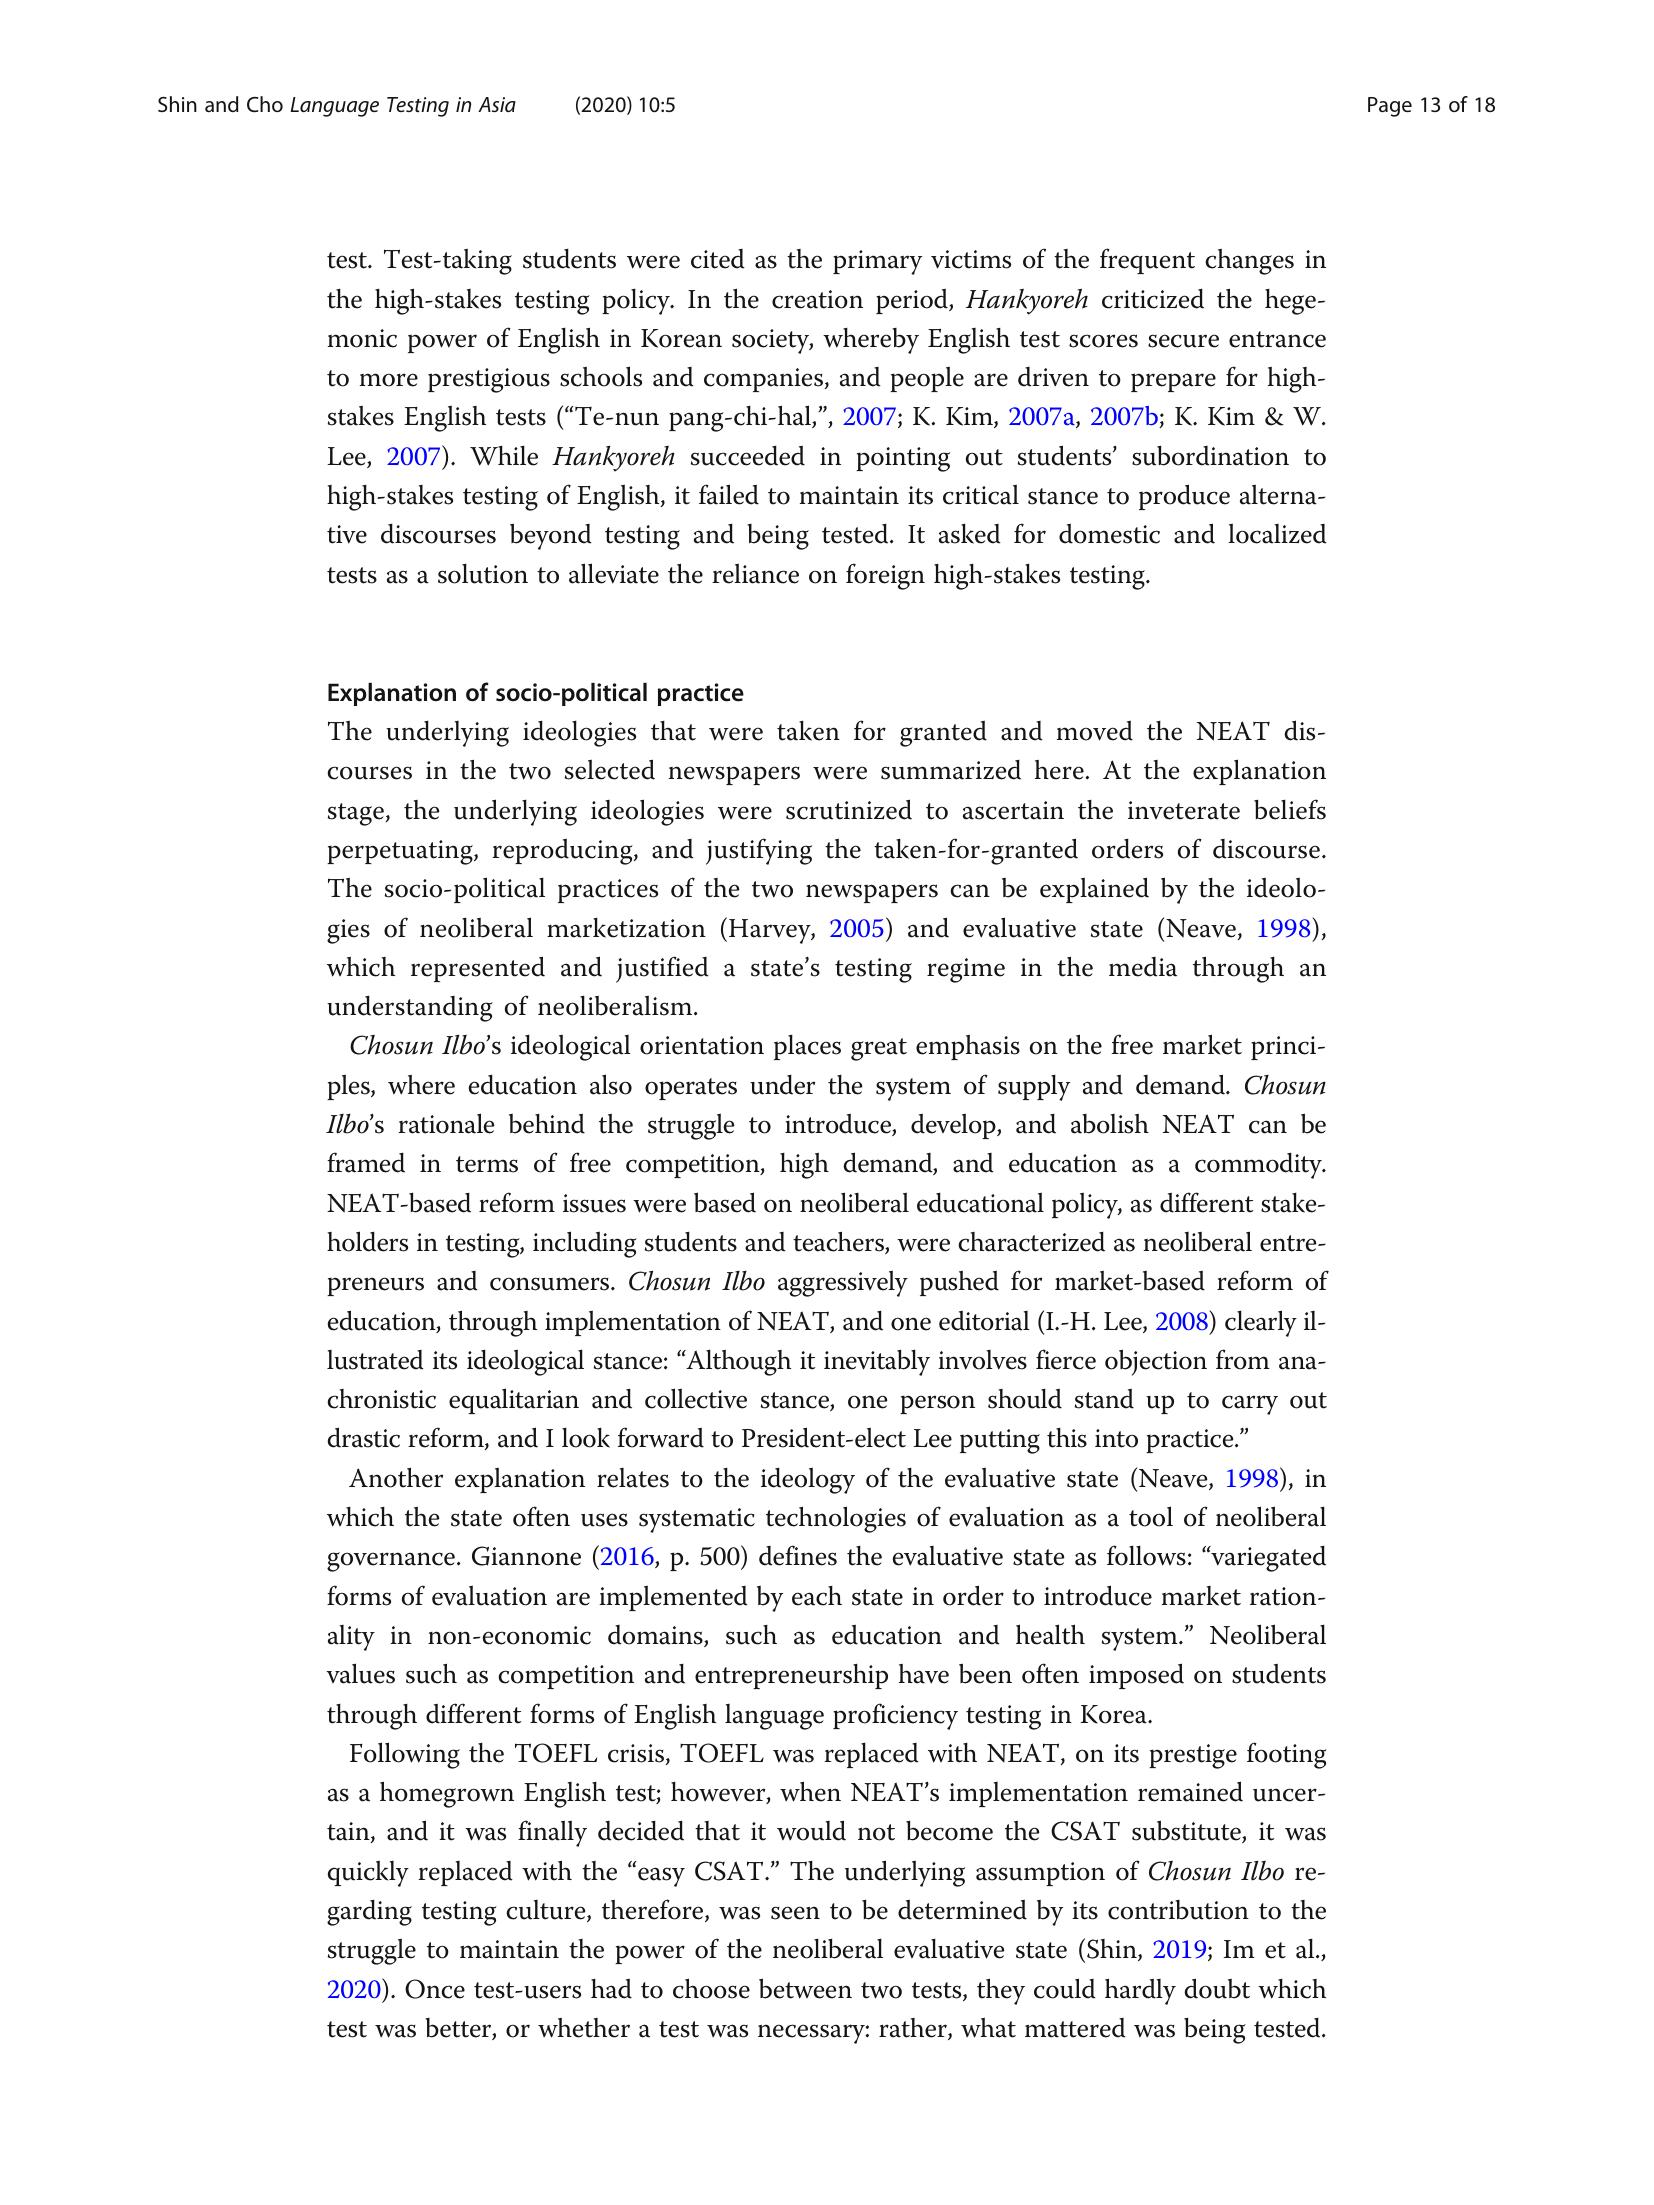 Shin and Cho Language Testing in Asia (2020) 10:5 Page 13 of 18
test. Test-taking students were cited as the primary victims of the frequent changes in
the high-stakes testing policy. In the creation period, Hankyoreh criticized the hege-
monic power of English in Korean society, whereby English test scores secure entrance
to more prestigious schools and companies, and people are driven to prepare for high-
stakes English tests (“Te-nun pang-chi-hal,”, 2007; K. Kim, 2007a, 2007b; K. Kim & W.
Lee, 2007). While Hankyoreh succeeded in pointing out students’ subordination to
high-stakes testing of English, it failed to maintain its critical stance to produce alterna-
tive discourses beyond testing and being tested. It asked for domestic and localized
tests as a solution to alleviate the reliance on foreign high-stakes testing.
Explanation of socio-political practice
The underlying ideologies that were taken for granted and moved the NEAT dis-
courses in the two selected newspapers were summarized here. At the explanation
stage, the underlying ideologies were scrutinized to ascertain the inveterate beliefs
perpetuating, reproducing, and justifying the taken-for-granted orders of discourse.
The socio-political practices of the two newspapers can be explained by the ideolo-
gies of neoliberal marketization (Harvey, 2005) and evaluative state (Neave, 1998),
which represented and justified a state’s testing regime in the media through an
understanding of neoliberalism.
Chosun Ilbo’s ideological orientation places great emphasis on the free market princi-
ples, where education also operates under the system of supply and demand. Chosun
Ilbo’s rationale behind the struggle to introduce, develop, and abolish NEAT can be
framed in terms of free competition, high demand, and education as a commodity.
NEAT-based reform issues were based on neoliberal educational policy, as different stake-
holders in testing, including students and teachers, were characterized as neoliberal entre-
preneurs and consumers. Chosun Ilbo aggressively pushed for market-based reform of
education, through implementation of NEAT, and one editorial (I.-H. Lee, 2008) clearly il-
lustrated its ideological stance: “Although it inevitably involves fierce objection from ana-
chronistic equalitarian and collective stance, one person should stand up to carry out
drastic reform, and I look forward to President-elect Lee putting this into practice.”
Another explanation relates to the ideology of the evaluative state (Neave, 1998), in
which the state often uses systematic technologies of evaluation as a tool of neoliberal
governance. Giannone (2016, p. 500) defines the evaluative state as follows: “variegated
forms of evaluation are implemented by each state in order to introduce market ration-
ality in non-economic domains, such as education and health system.” Neoliberal
values such as competition and entrepreneurship have been often imposed on students
through different forms of English language proficiency testing in Korea.
Following the TOEFL crisis, TOEFL was replaced with NEAT, on its prestige footing
as a homegrown English test; however, when NEAT’s implementation remained uncer-
tain, and it was finally decided that it would not become the CSAT substitute, it was
quickly replaced with the “easy CSAT.” The underlying assumption of Chosun Ilbo re-
garding testing culture, therefore, was seen to be determined by its contribution to the
struggle to maintain the power of the neoliberal evaluative state (Shin, 2019; Im et al.,
2020). Once test-users had to choose between two tests, they could hardly doubt which
test was better, or whether a test was necessary: rather, what mattered was being tested.